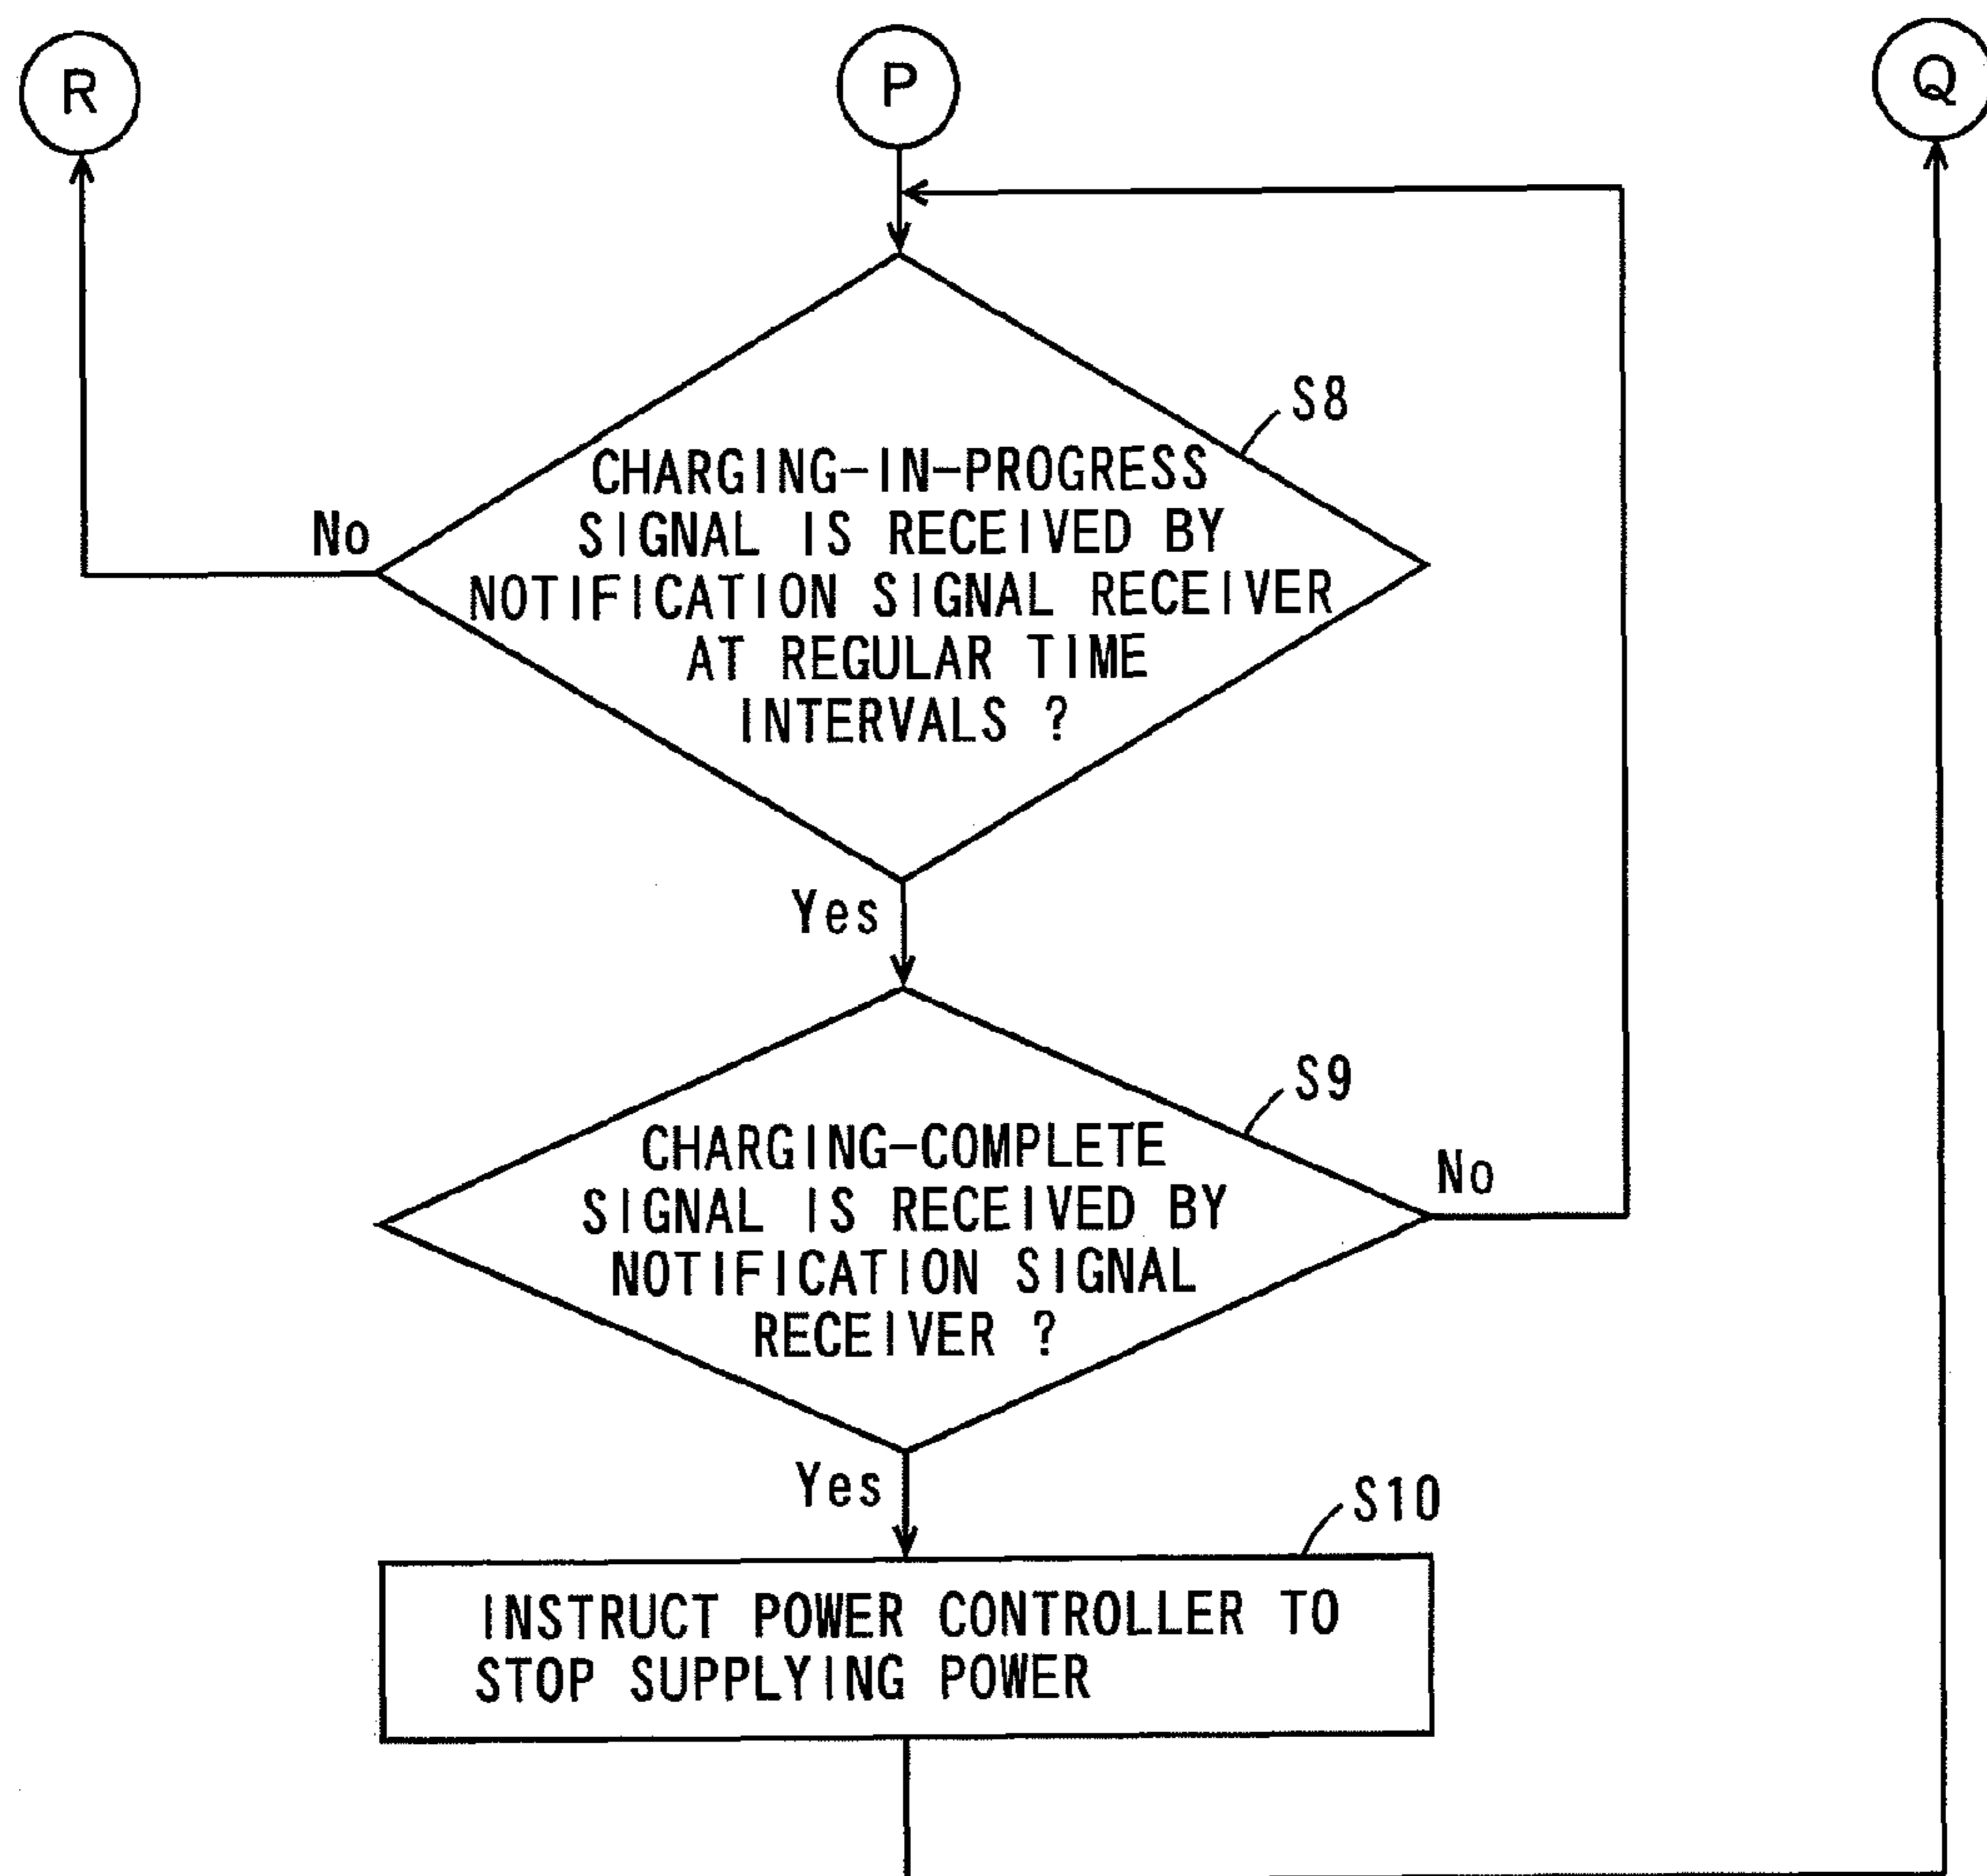 R
P
Q
S8
CHARGING-IN-PROGRESS
SIGNAL IS RECEIVED BY
NOTIFICATION SIGNAL RECEIVER
AT REGULAR TIME
INTERVALS ?
No
Yes
S9
CHARGING-COMPLETE
SIGNAL IS RECEIVED BY
NOTIFICATION SIGNAL
RECEIVER ?
No
Yes
S10
INSTRUCT POWER CONTROLLER TO
STOP SUPPLYING POWER